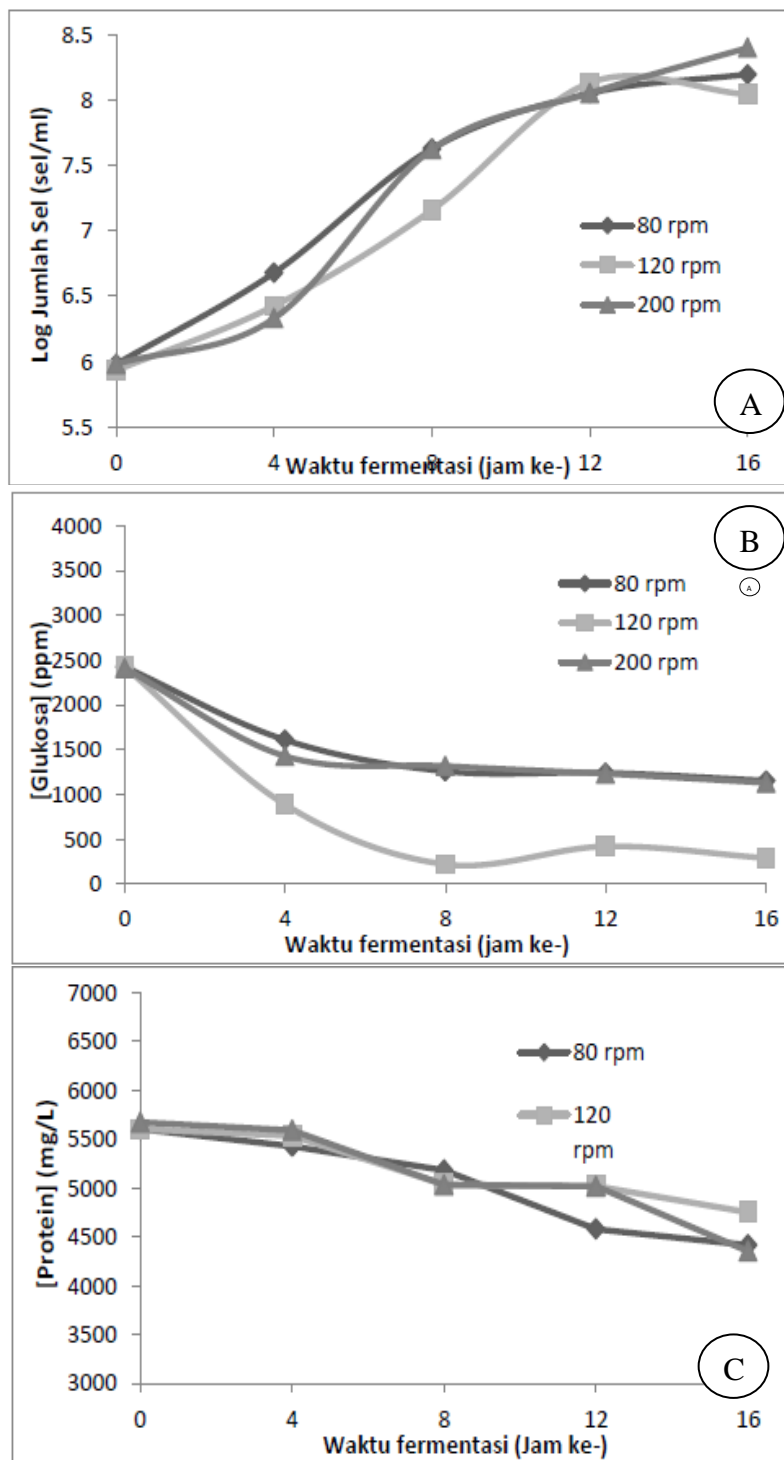 8.5
8
7.5
7
6.5
6
5.5
Log Jumlah Sel (sel/ml)
80 rpm
120 rpm
200 rpm
A
0 4 8 12 16
Waktu fermentasi (jam ke-)
4000
3500
3000
2500
2000
1500
1000
500
0
[Glukosa] (ppm)
B
A
80 rpm
120 rpm
200 rpm
0 4 8 12 16
Waktu fermentasi (jam ke-)
7000
6500
6000
5500
5000
4500
4000
3500
3000
[Protein] (mg/L)
80 rpm
120
rpm
C
0 4 8 12 16
Waktu fermentasi (Jam ke-)